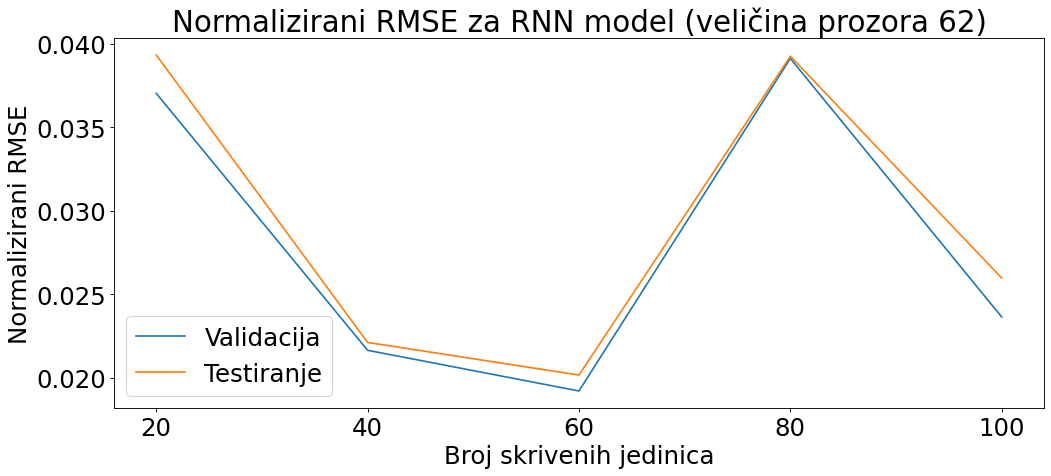 Normalizirani RMSE za RNN model (veličina prozora 62)
Normalizirani RMSE
0.040
0.035
0.030
0.025
0.020
Validacija
Testiranje
20 40 60 80 100
Broj skrivenih jedinica